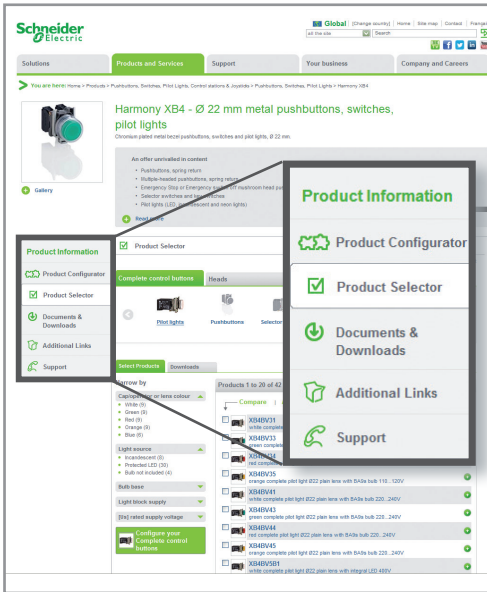 Schneider
Electric
Global | [Change country] | Home | Site map | Contact
all the site
Search
Solutions
Products and Services
Support
Your business
Company and Careers
You are here: Home > Products > Pushbuttons, Switches, Pilot Lights, Control stations & Joysticks > Pushbuttons, Switches, Pilot Lights > Harmony XB4
Harmony XB4 - Ø 22 mm metal pushbuttons, switches,
pilot lights
Chromium plated metal bezel pushbuttons, switches and pilot lights, Ø 22 mm.
An offer unrivalled in content
Pushbuttons, spring return
Multiple-headed pushbuttons, spring return
Emergency Stop or Emergency
Selector switches and
Pilot lights (LED,
and neon lights)
Gallery
Read more
Product Information
Product Configurator
Product Selector
Documents &
Downloads
Additional Links
Support
Product Selector
Complete control buttons
Heads
Pilot lights
Pushbuttons
Selector
Select Products
Downloads
Narrow by
Cap/operator or lens colour
White (9)
Green (9)
Red (9)
Orange (9)
Blue (6)
Light source
Incandescent (8)
Protected LED (30)
Bulb not included (4)
Bulb base
Light block supply
[Us] rated supply voltage
Configure your
Complete control
buttons
Products 1 to 20 of 42
Compare |
XB4BV31
white complete
XB4BV33
green complete
XB4BV34
red complete
XB4BV35
orange complete pilot light Ø22 plain lens with BA9s bulb 110...120V
XB4BV41
white complete pilot light Ø22 plain lens with BA9s bulb 220...240V
XB4BV43
green complete pilot light Ø22 plain lens with BA9s bulb 220...240V
XB4BV44
red complete pilot light Ø22 plain lens with BA9s bulb 220...240V
XB4BV45
orange complete pilot light Ø22 plain lens with BA9s bulb 220...240V
XB4BV5B1
white complete pilot light Ø22 plain lens with integral LED 400V
Product Information
Product Configurator
Product Selector
Documents &
Downloads
Additional Links
Support